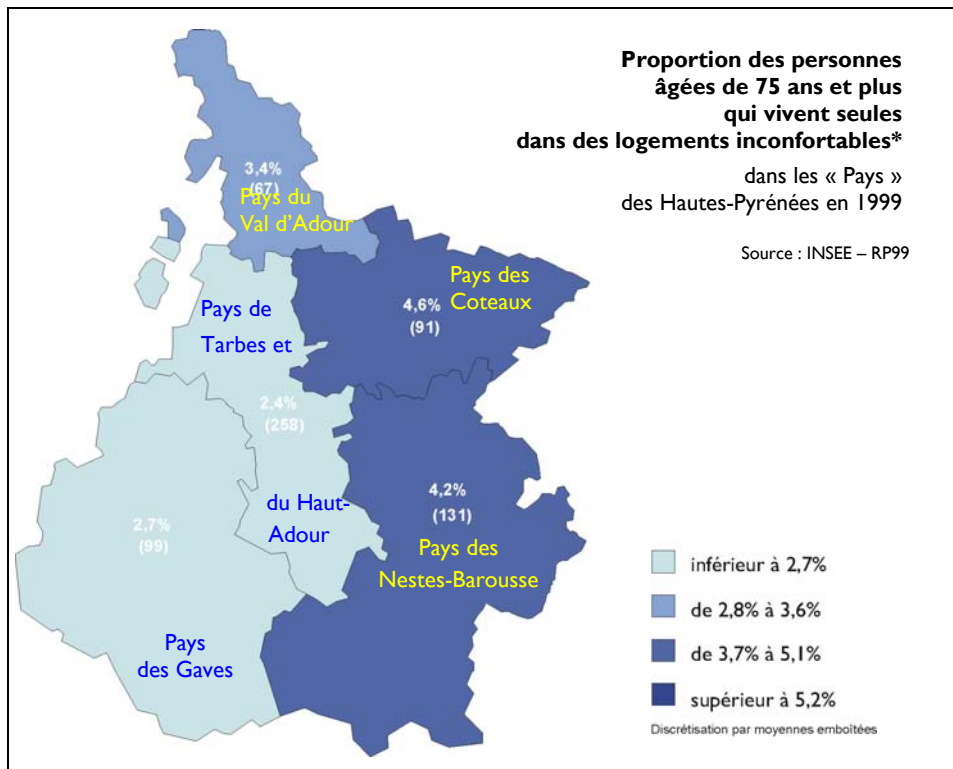 Proportion des personnes
âgées de 75 ans et plus
qui vivent seules
dans des logements inconfortables*
dans les « Pays »
des Hautes-Pyrénées en 1999
Source : INSEE – RP99
3,4%
(67)
Pays du
Val d'Adour
Pays des
Coteaux
4,6%
(91)
Pays de
Tarbes et
2,4%
(258)
du Haut-
Adour
4,2%
(131)
Pays des
Nestes-Barousse
2,7%
(99)
Pays
des Gaves
inférieur à 2,7%
de 2,8% à 3,6%
de 3,7% à 5,1%
supérieur à 5,2%
Discrétisation par moyennes emboîtées